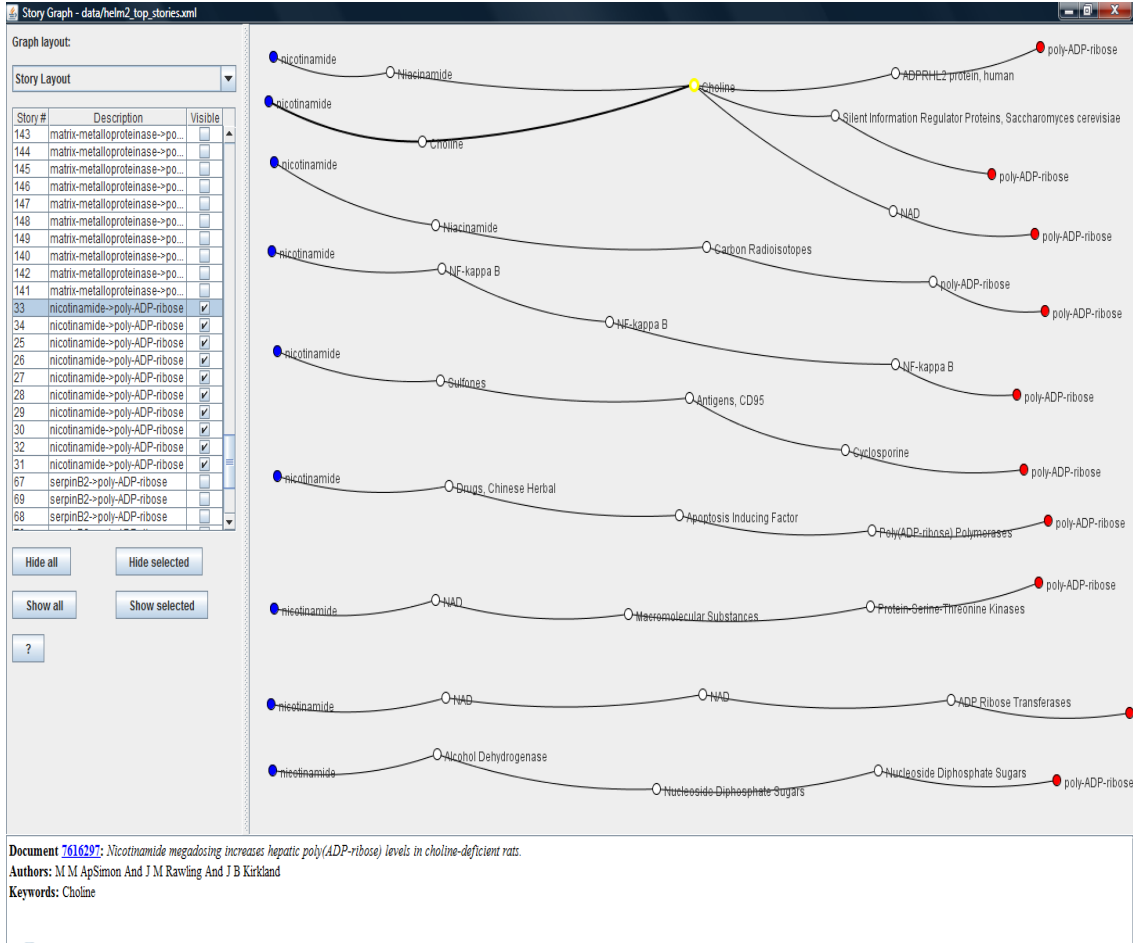 Story Graph - data/helm2_top_stories.xml
Graph layout:
Story Layout
Story # Description Visible
143 matrix-metalloproteinase->po...
144 matrix-metalloproteinase->po...
145 matrix-metalloproteinase->po...
146 matrix-metalloproteinase->po...
147 matrix-metalloproteinase->po...
148 matrix-metalloproteinase->po...
149 matrix-metalloproteinase->po...
140 matrix-metalloproteinase->po...
142 matrix-metalloproteinase->po...
141 matrix-metalloproteinase->po...
33 nicotinamide->poly-ADP-ribose
34 nicotinamide->poly-ADP-ribose
25 nicotinamide->poly-ADP-ribose
26 nicotinamide->poly-ADP-ribose
27 nicotinamide->poly-ADP-ribose
28 nicotinamide->poly-ADP-ribose
29 nicotinamide->poly-ADP-ribose
30 nicotinamide->poly-ADP-ribose
32 nicotinamide->poly-ADP-ribose
31 nicotinamide->poly-ADP-ribose
67 serpinB2->poly-ADP-ribose
69 serpinB2->poly-ADP-ribose
68 serpinB2->poly-ADP-ribose
Hide all
Hide selected
Show all
Show selected
?
nicotinamide
Niacinamide
Choline
ADPRHL2 protein, human
poly-ADP-ribose
nicotinamide
Choline
Silent Information Regulator Proteins, Saccharomyces cerevisiae
poly-ADP-ribose
NAD
poly-ADP-ribose
nicotinamide
Niacinamide
Carbon Radioisotopes
poly-ADP-ribose
poly-ADP-ribose
nicotinamide
NF-kappa B
NF-kappa B
NF-kappa B
poly-ADP-ribose
nicotinamide
Sulfones
Antigens, CD95
Cyclosporine
poly-ADP-ribose
nicotinamide
Drugs, Chinese Herbal
Apoptosis Inducing Factor
Poly(ADP-ribose) Polymerases
poly-ADP-ribose
nicotinamide
NAD
Macromolecular Substances
Protein-Serine-Threonine Kinases
poly-ADP-ribose
nicotinamide
NAD
NAD
ADP Ribose Transferases
nicotinamide
Alcohol Dehydrogenase
Nucleoside Diphosphate Sugars
Nucleoside Diphosphate Sugars
poly-ADP-ribose
Document 7616297: Nicotinamide megadosing increases hepatic poly(ADP-ribose) levels in choline-deficient rats.
Authors: M M ApSimon And J M Rawling And J B Kirkland
Keywords: Choline